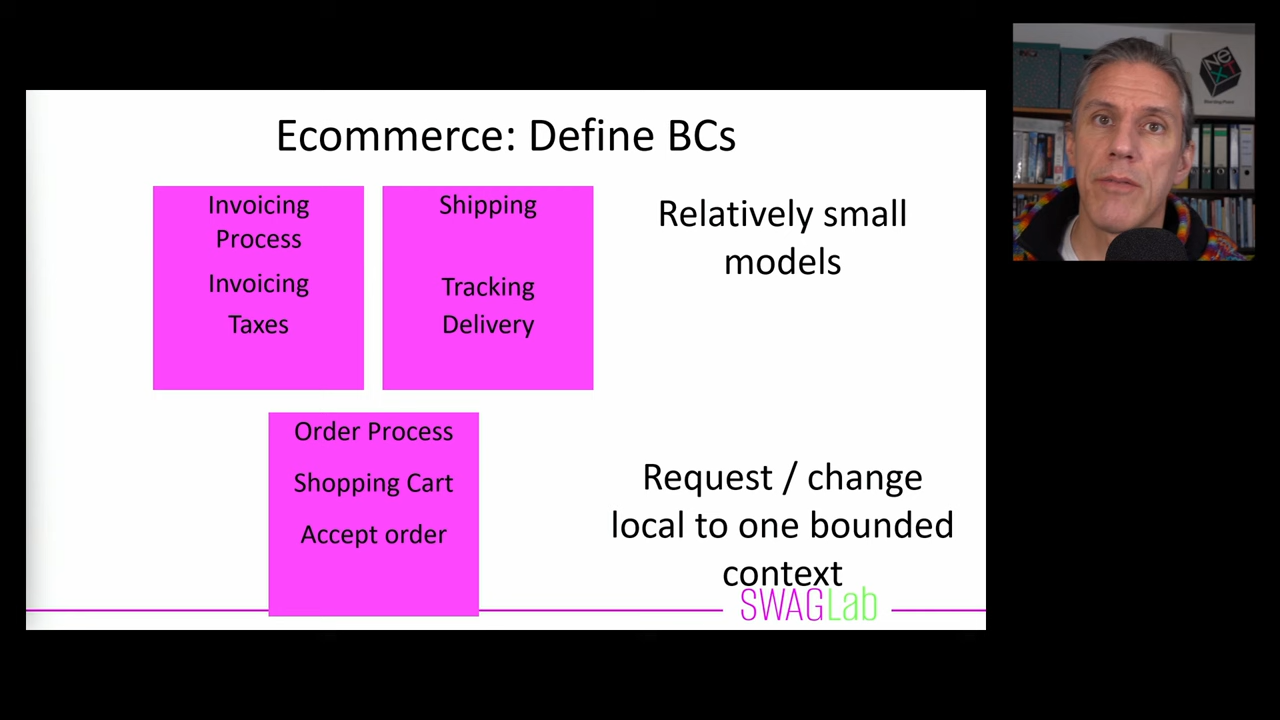 Ecommerce: Define BCs
Invoicing
Process
Invoicing
Taxes
Shipping
Tracking
Delivery
Relatively small
models
Order Process
Shopping Cart
Accept order
Request / change
local to one bounded
context
SWAGLab
NeXT